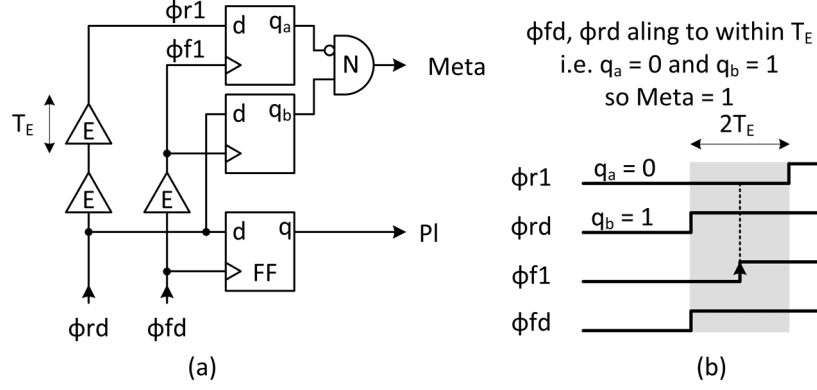 ϕr1
d
qa
ϕf1
N
Meta
TE
E
d
qb
E
E
d
q
Pl
FF
ϕrd
ϕfd
(a)
ϕfd, ϕrd aling to within TE
i.e. qa = 0 and qb = 1
so Meta = 1
2TE
ϕr1
qa = 0
ϕrd
qb = 1
ϕf1
ϕfd
(b)